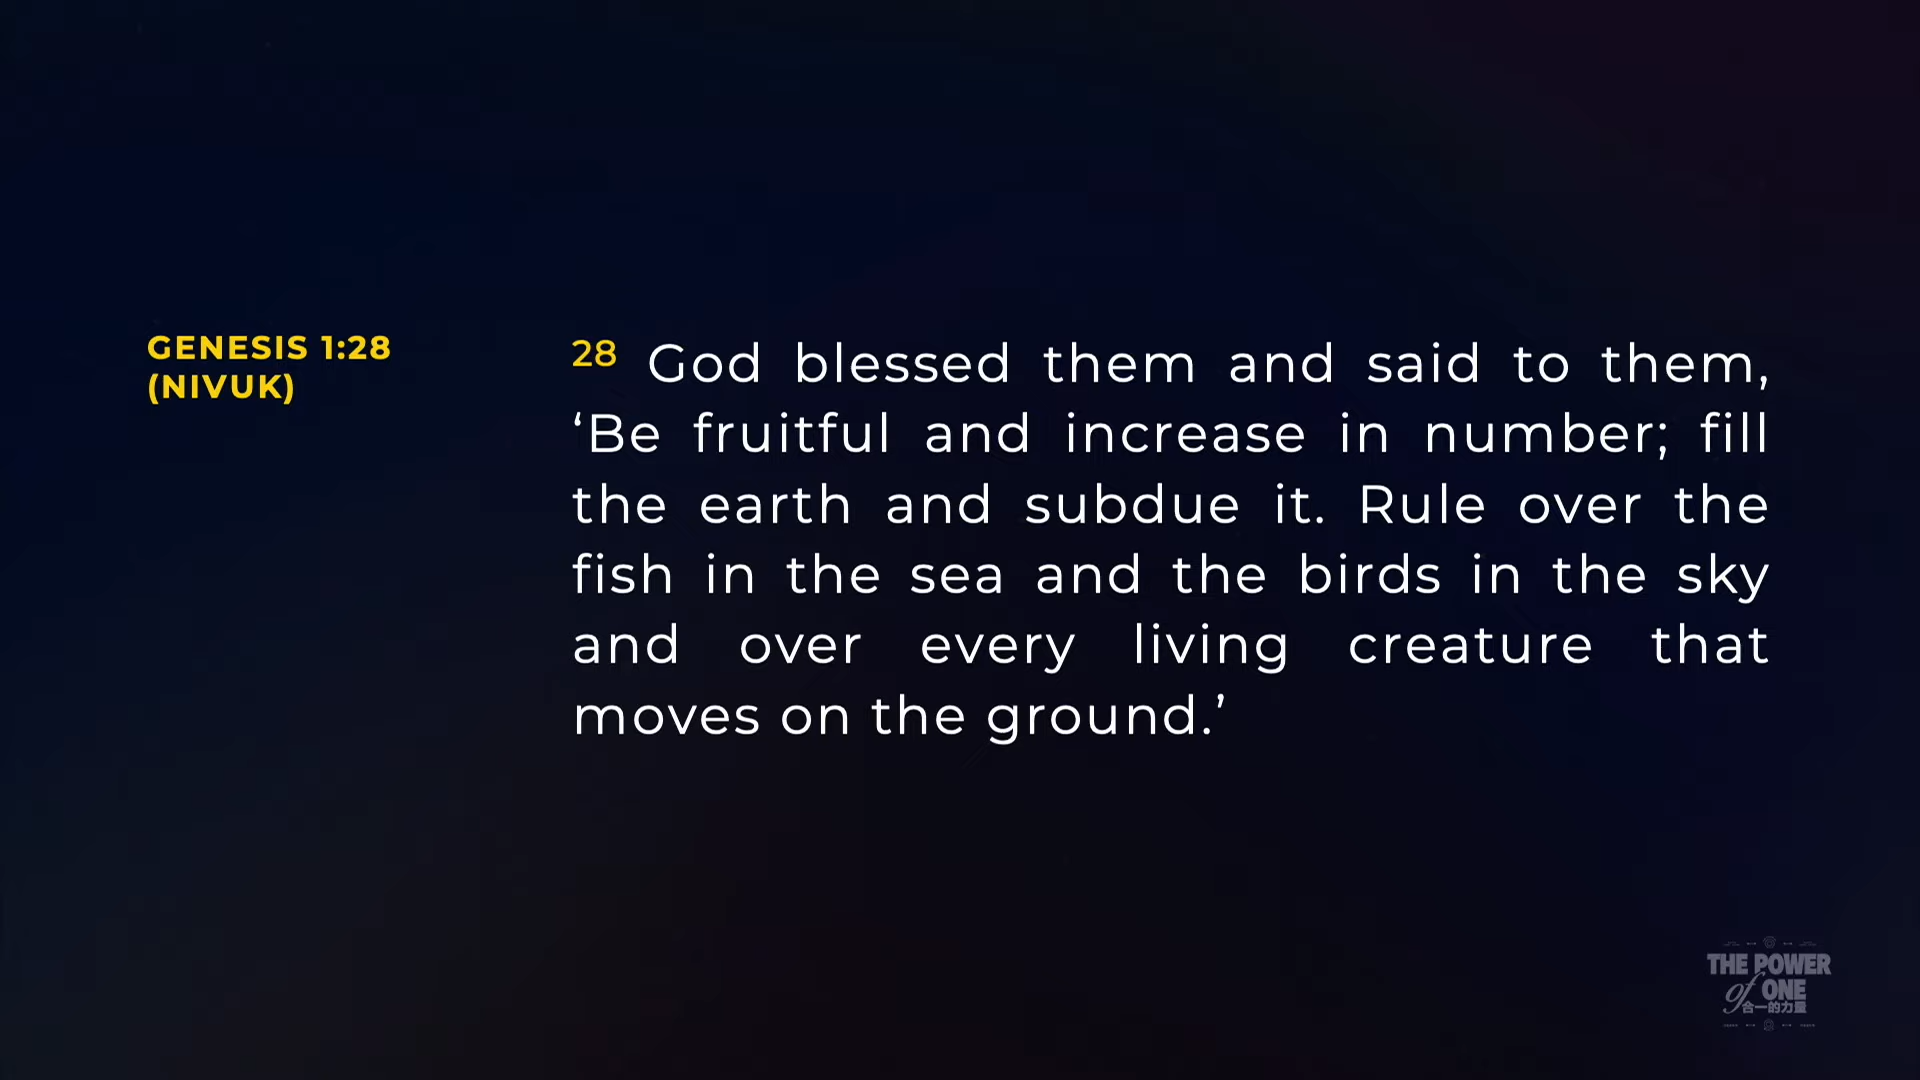 GENESIS 1:28
(NIVUK)
28 God blessed them and said to them,
‘Be fruitful and increase in number; fill
the earth and subdue it. Rule over the
fish in the sea and the birds in the sky
and over every living creature that
moves on the ground.’
THE POWER
of ONE
合一的力量